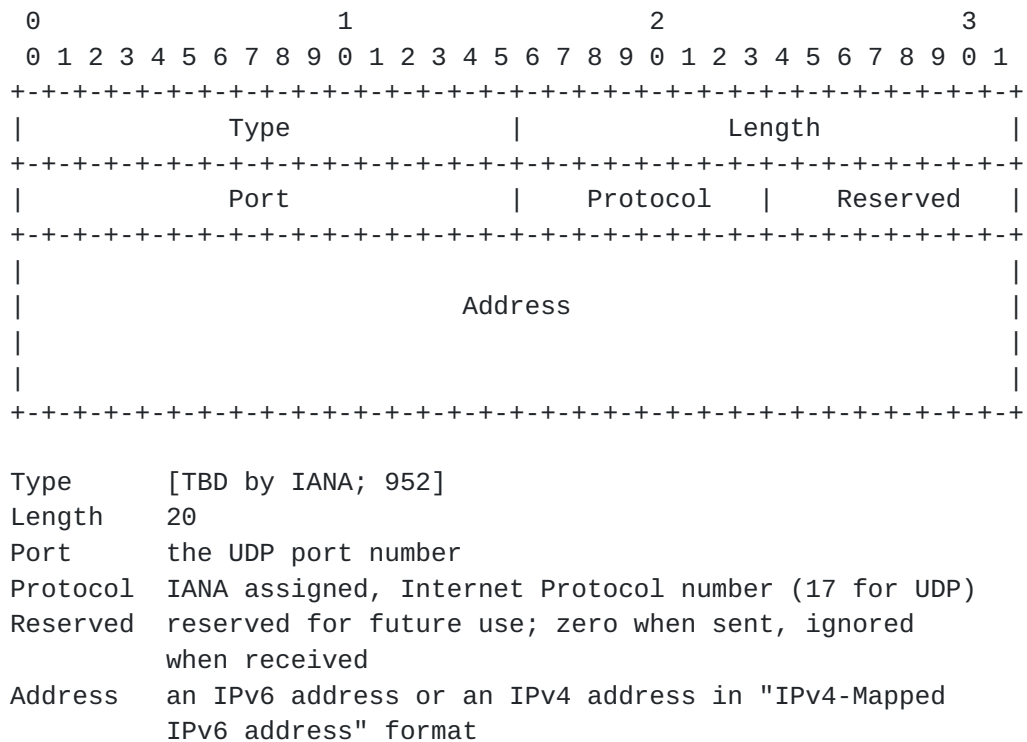 0                   1                   2                   3
 0 1 2 3 4 5 6 7 8 9 0 1 2 3 4 5 6 7 8 9 0 1 2 3 4 5 6 7 8 9 0 1
+-+-+-+-+-+-+-+-+-+-+-+-+-+-+-+-+-+-+-+-+-+-+-+-+-+-+-+-+-+-+-+-+
|             Type              |             Length            |
+-+-+-+-+-+-+-+-+-+-+-+-+-+-+-+-+-+-+-+-+-+-+-+-+-+-+-+-+-+-+-+-+
|             Port              |    Protocol   |    Reserved   |
+-+-+-+-+-+-+-+-+-+-+-+-+-+-+-+-+-+-+-+-+-+-+-+-+-+-+-+-+-+-+-+-+
|                                                               |
|                            Address                            |
|                                                               |
|                                                               |
+-+-+-+-+-+-+-+-+-+-+-+-+-+-+-+-+-+-+-+-+-+-+-+-+-+-+-+-+-+-+-+-+

Type      [TBD by IANA; 952]
Length    20
Port      the UDP port number
Protocol  IANA assigned, Internet Protocol number (17 for UDP)
Reserved  reserved for future use; zero when sent, ignored
          when received
Address   an IPv6 address or an IPv4 address in "IPv4-Mapped
          IPv6 address" format